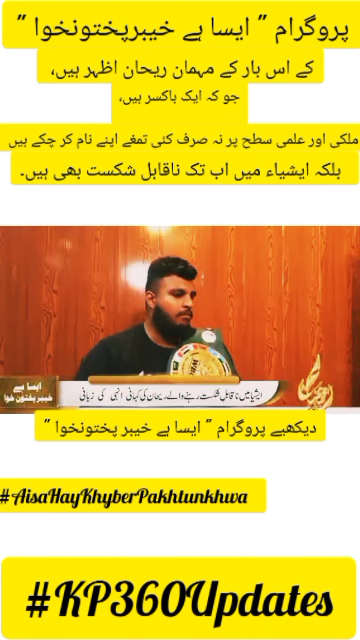 پروگرام " ایسا ہے خیبرپختونخوا "
کے اس بار کے مہمان ریحان اظہر ہیں،
جو کہ ایک باکسر ہیں،
ملکی اور علمی سطح پر نہ صرف کئی تمغے اپنے نام کر چکے ہیں
بلکہ ایشیاء میں اب تک ناقابل شکست بھی ہیں۔
ایسا ہے
خیبر پختون خوا
ایشیا میں ناقابل شکست رہنے والے ریحان کی کہانی انہی کی زبانی
دیکھیے پروگرام " ایسا ہے خیبر پختونخوا "
#AisaHayKhyberPakhtunkhwa
#KP360Updates